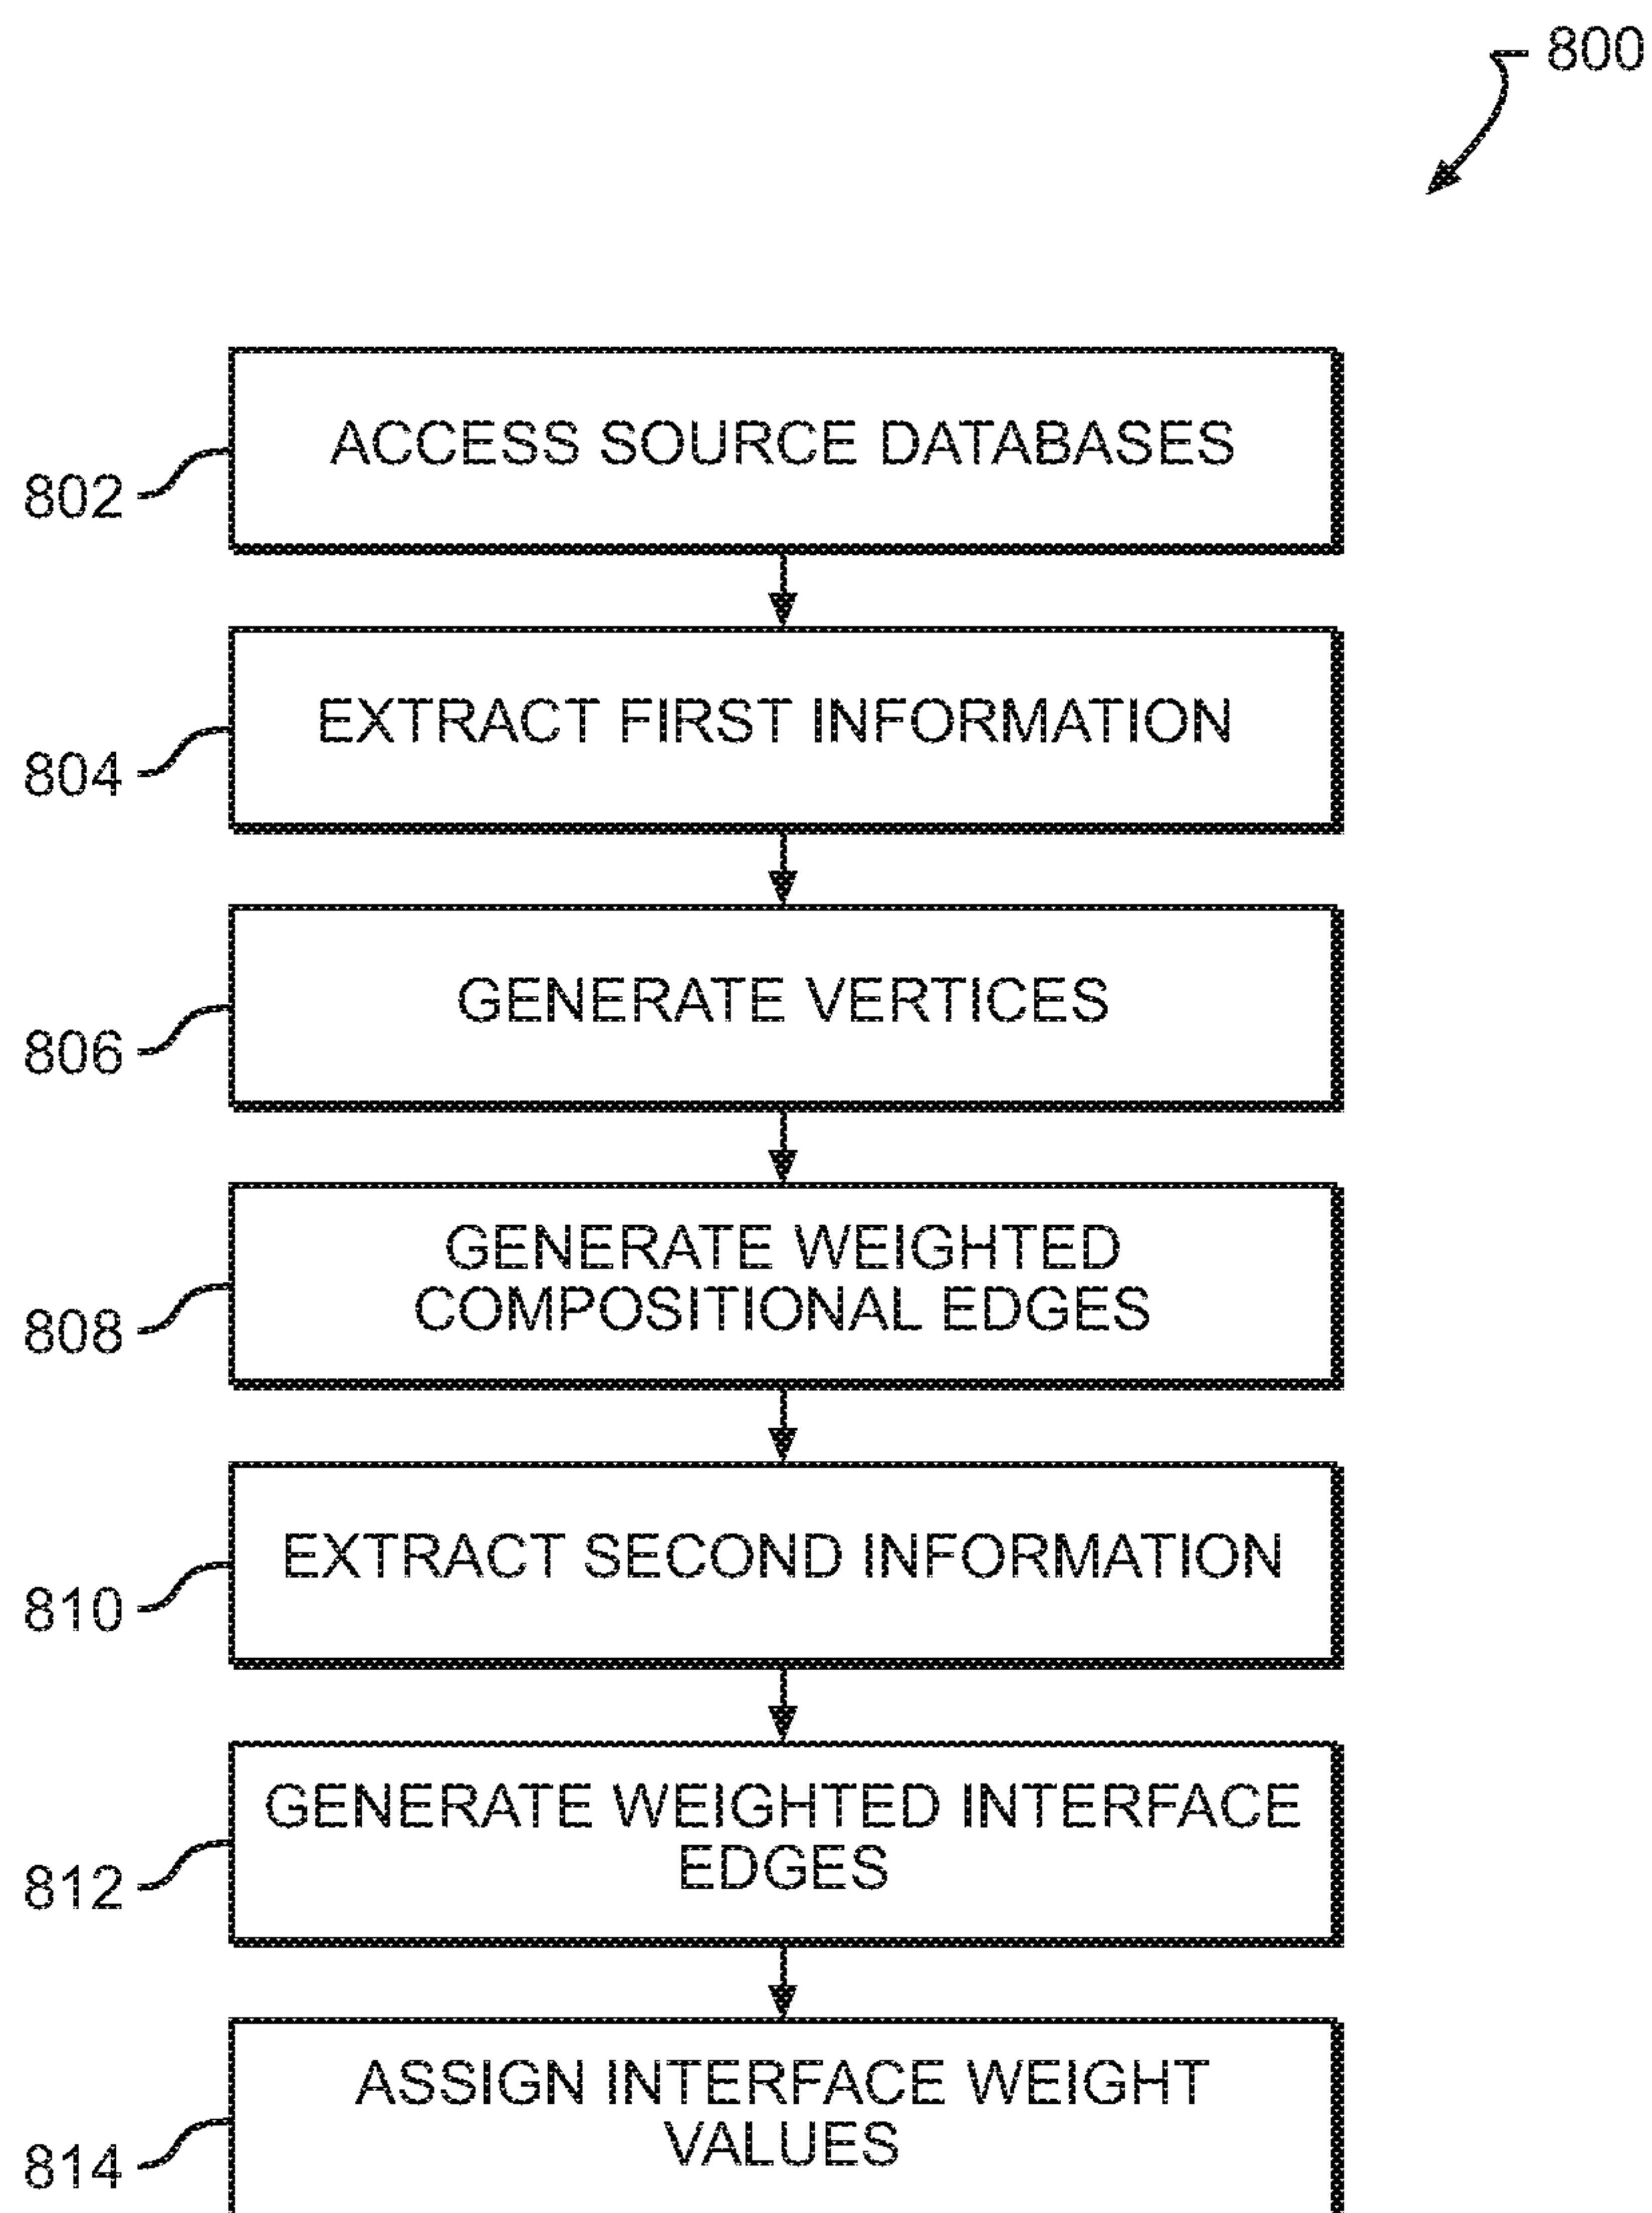 800
ACCESS SOURCE DATABASES
802
EXTRACT FIRST INFORMATION
804
GENERATE VERTICES
806
GENERATE WEIGHTED
COMPOSITIONAL EDGES
808
EXTRACT SECOND INFORMATION
810
GENERATE WEIGHTED INTERFACE
EDGES
812
ASSIGN INTERFACE WEIGHT
VALUES
814